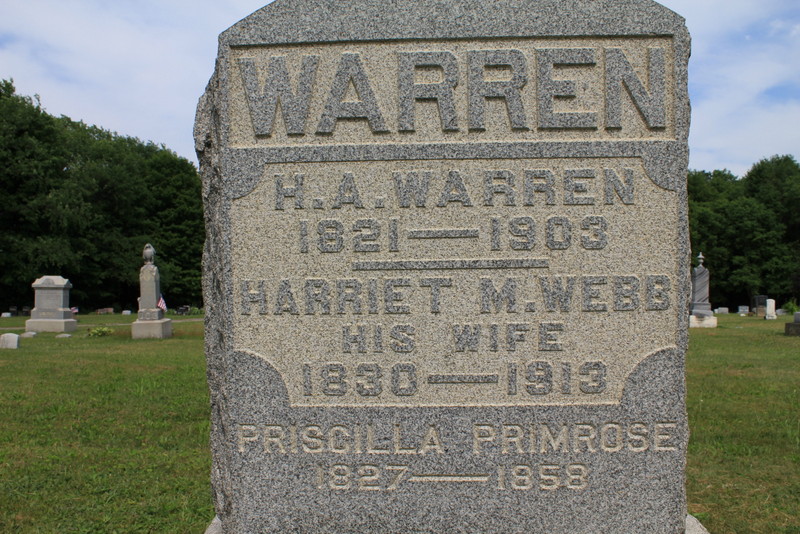 WARREN
H.A.WARREN
1821—1903
HARRIET M.WEBB
HIS WIFE
1830—1913
PRISCILLA PRIMROSE
1827—1858